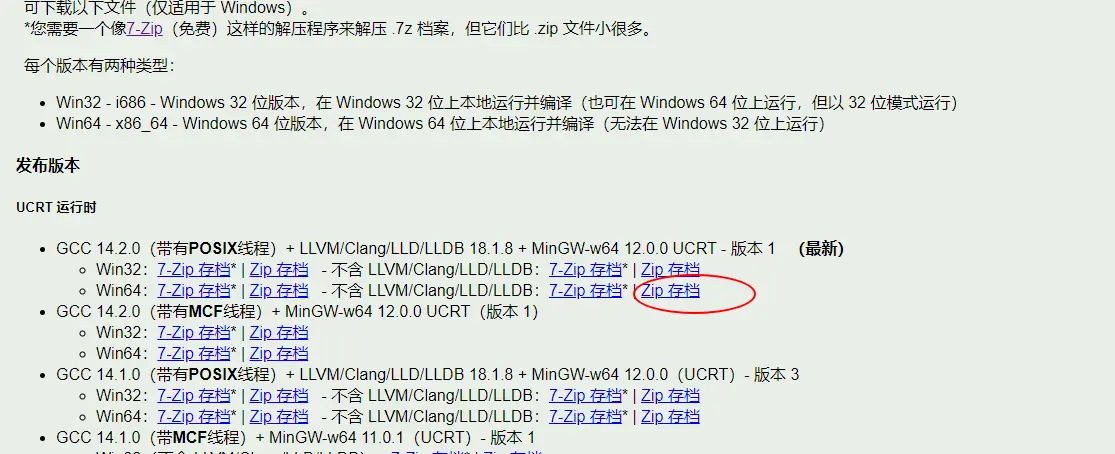 可下载以下文件（仅适用于 Windows）。
*您需要一个像7-Zip（免费）这样的解压程序来解压 .7z 档案，但它们比 .zip 文件小很多。
每个版本有两种类型：
Win32 - i686 - Windows 32 位版本，在 Windows 32 位上本地运行并编译（也可在 Windows 64 位上运行，但以 32 位模式运行）
Win64 - x86_64 - Windows 64 位版本，在 Windows 64 位上本地运行并编译（无法在 Windows 32 位上运行）
发布版本
UCRT 运行时
GCC 14.2.0（带有POSIX线程）+ LLVM/Clang/LLD/LLDB 18.1.8 + MinGW-w64 12.0.0 UCRT - 版本 1 （最新）
Win32：7-Zip 存档* | Zip 存档 - 不含 LLVM/Clang/LLD/LLDB：7-Zip 存档* | Zip 存档
Win64：7-Zip 存档* | Zip 存档 - 不含 LLVM/Clang/LLD/LLDB：7-Zip 存档* | Zip 存档
GCC 14.2.0（带有MCF线程）+ MinGW-w64 12.0.0 UCRT（版本 1）
Win32：7-Zip 存档* | Zip 存档
Win64：7-Zip 存档* | Zip 存档
GCC 14.1.0（带有POSIX线程）+ LLVM/Clang/LLD/LLDB 18.1.8 + MinGW-w64 12.0.0（UCRT）- 版本 3
Win32：7-Zip 存档* | Zip 存档 - 不含 LLVM/Clang/LLD/LLDB：7-Zip 存档* | Zip 存档
Win64：7-Zip 存档* | Zip 存档 - 不含 LLVM/Clang/LLD/LLDB：7-Zip 存档* | Zip 存档
GCC 14.1.0（带MCF线程）+ MinGW-w64 11.0.1（UCRT）- 版本 1